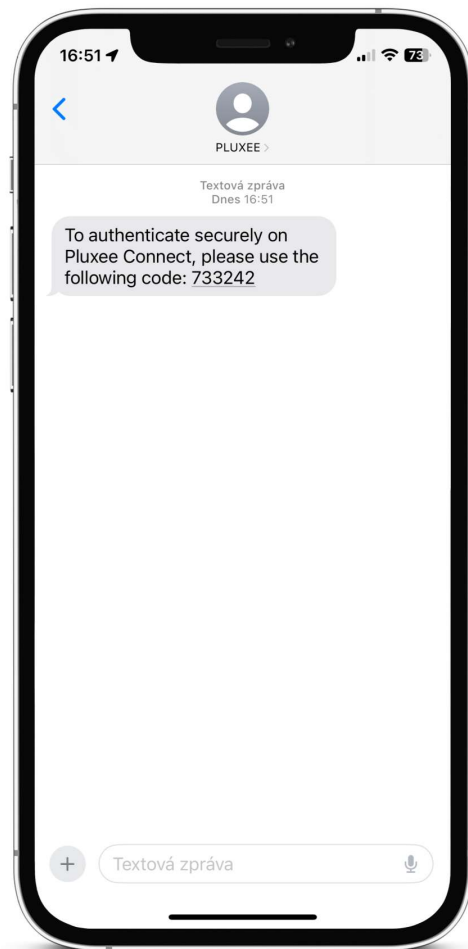 16:51
73
PLUXEE
Textová zpráva
Dnes 16:51
To authenticate securely on
Pluxee Connect, please use the
following code: 733242
Textová zpráva